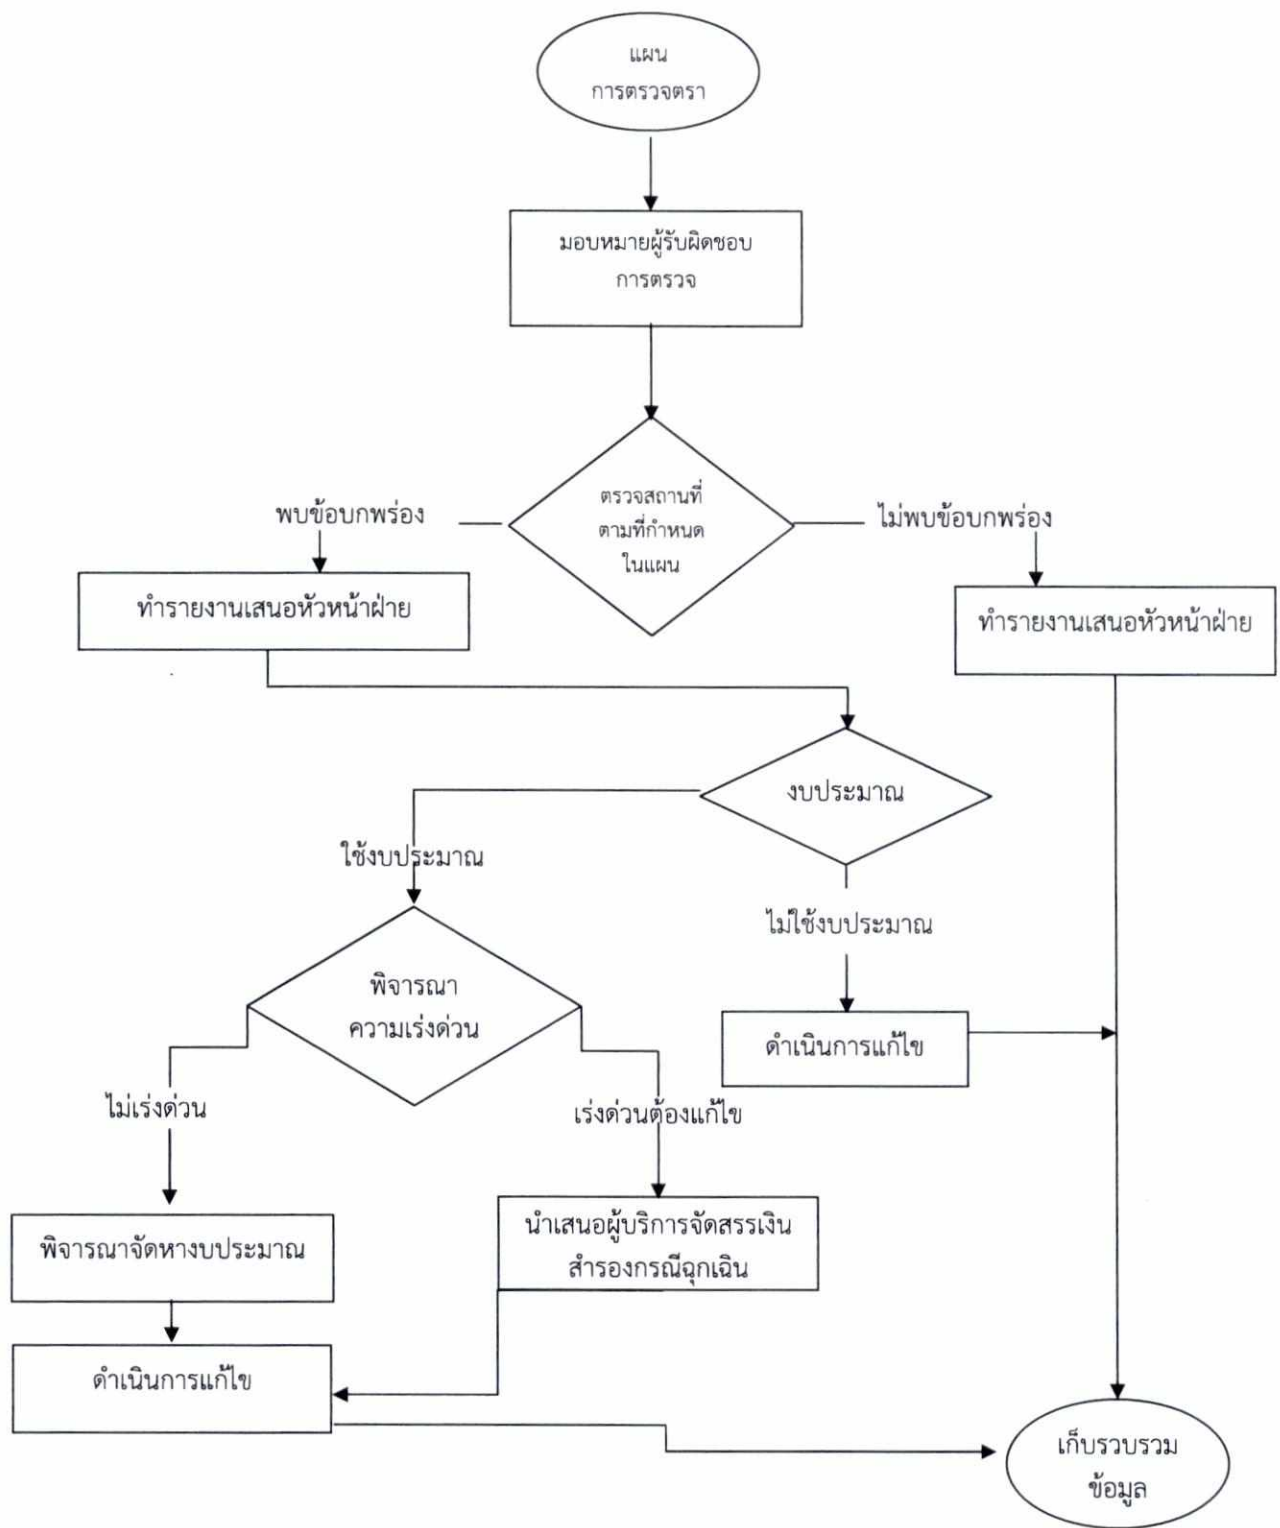 แผน
การตรวจตรา
มอบหมายผู้รับผิดชอบ
การตรวจ
ตรวจสถานที่
ตามที่กำหนด
ในแผน
พบข้อบกพร่อง
ไม่พบข้อบกพร่อง
ทำรายงานเสนอหัวหน้าฝ่าย
ทำรายงานเสนอหัวหน้าฝ่าย
งบประมาณ
ใช้งบประมาณ
ไม่ใช้งบประมาณ
พิจารณา
ความเร่งด่วน
ดำเนินการแก้ไข
ไม่เร่งด่วน
เร่งด่วนต้องแก้ไข
พิจารณาจัดหางบประมาณ
นำเสนอผู้บริการจัดสรรเงิน
สำรองกรณีฉุกเฉิน
ดำเนินการแก้ไข
เก็บรวบรวม
ข้อมูล